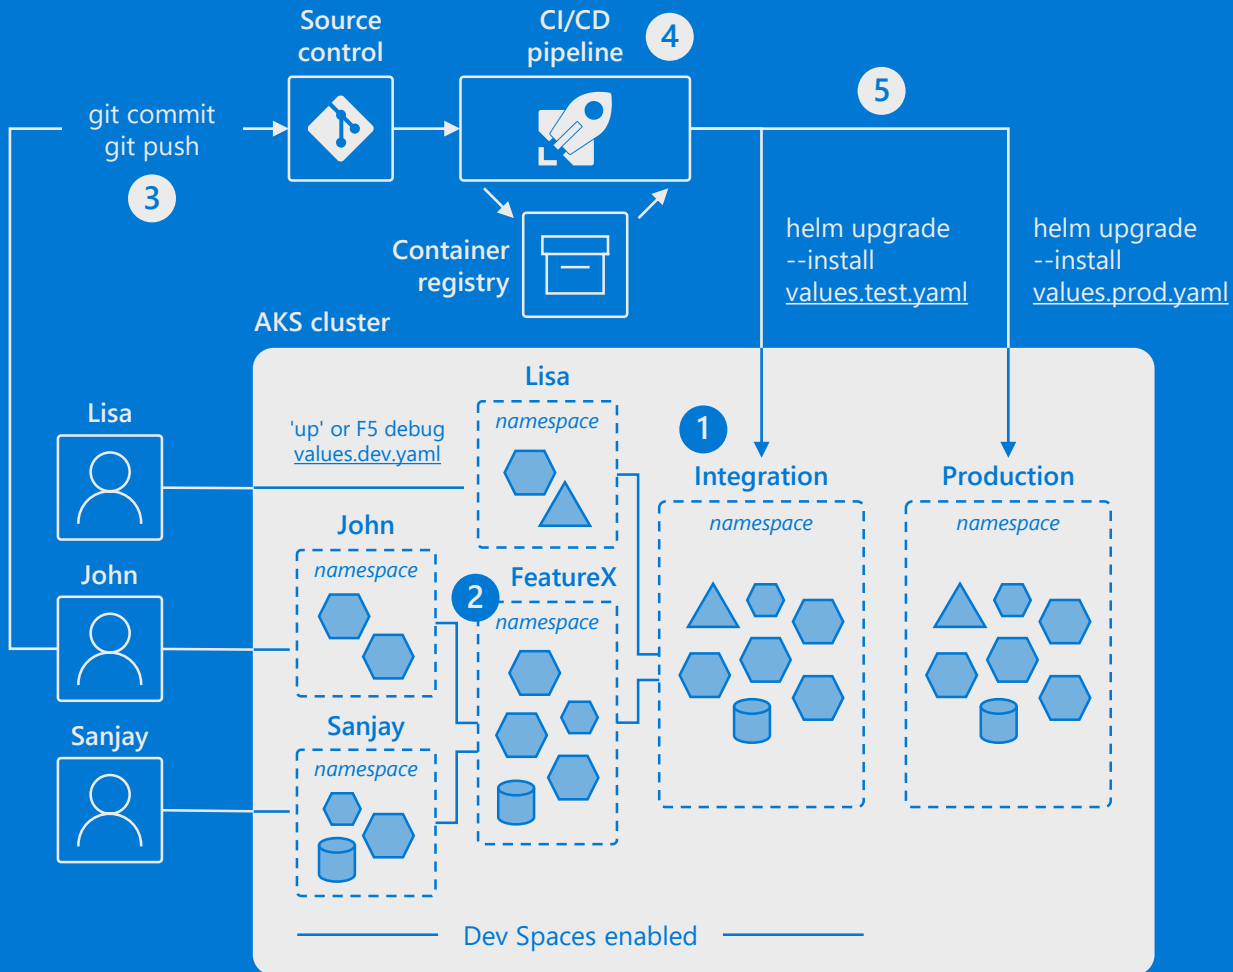 Source
control
CI/CD
pipeline
4
5
git commit
git push
3
Container
registry
helm upgrade
--install
values.test.yaml
helm upgrade
--install
values.prod.yaml
AKS cluster
Lisa
Lisa
namespace
'up' or F5 debug
values.dev.yaml
1
Integration
namespace
Production
namespace
John
John
namespace
2
FeatureX
namespace
Sanjay
Sanjay
namespace
Dev Spaces enabled